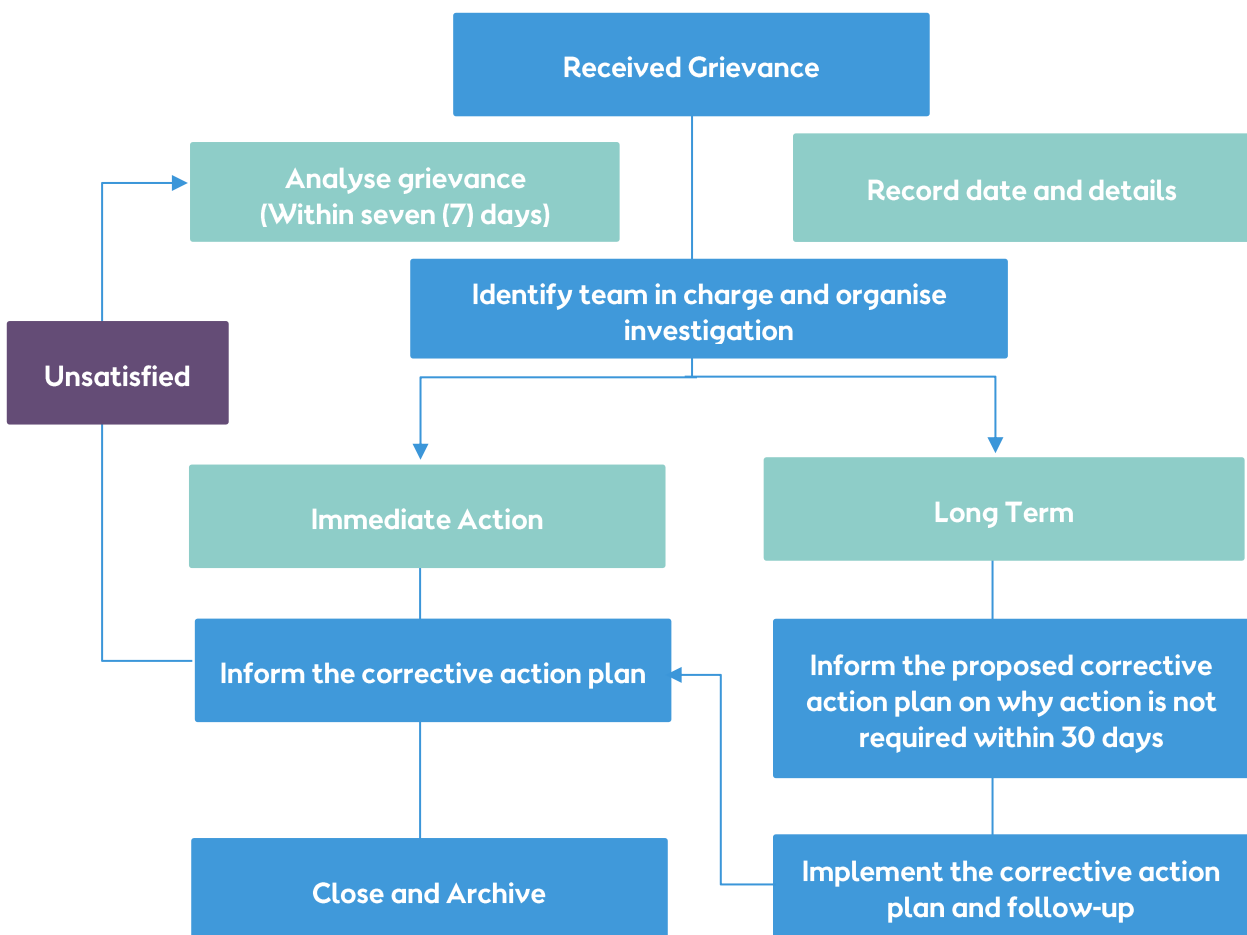 Received Grievance
Analyse grievance
(Within seven (7) days)
Record date and details
Identify team in charge and organise
investigation
Unsatisfied
Immediate Action
Long Term
Inform the corrective action plan
Inform the proposed corrective
action plan on why action is not
required within 30 days
Close and Archive
Implement the corrective action
plan and follow-up